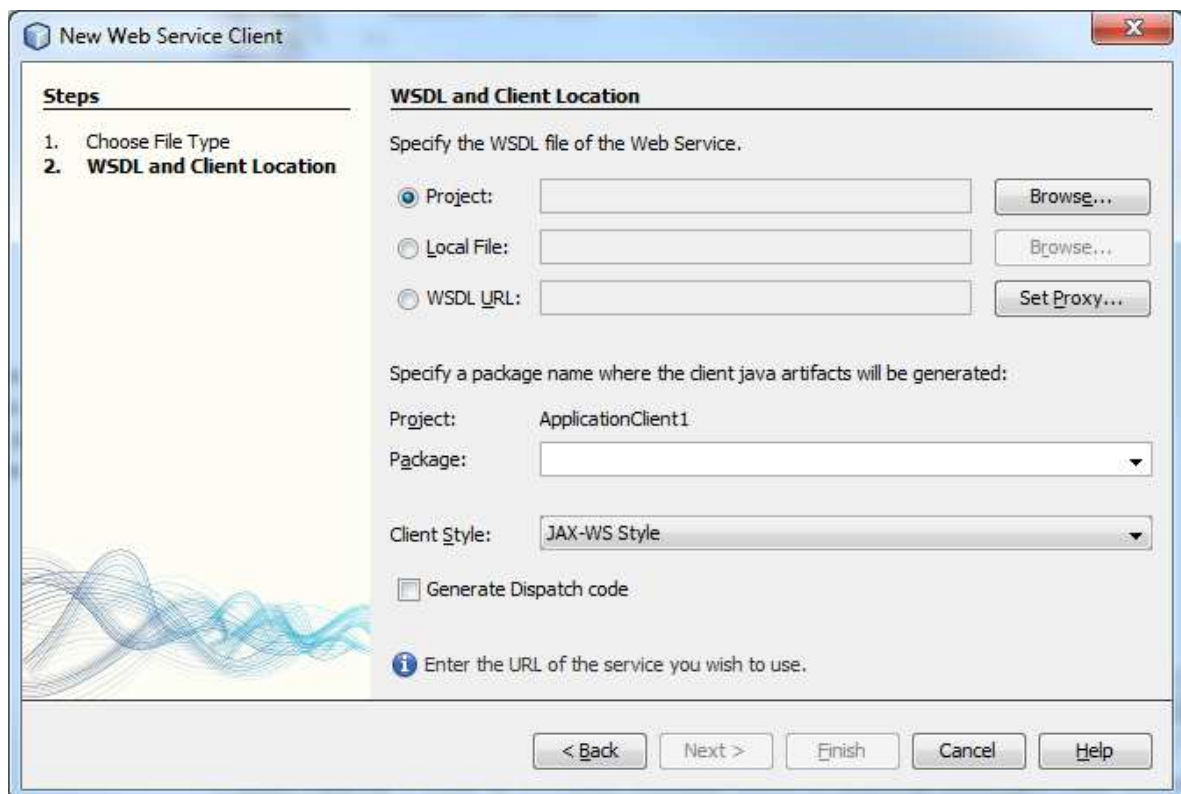 New Web Service Client
Steps
1. Choose File Type
2. WSDL and Client Location
WSDL and Client Location
Specify the WSDL file of the Web Service.
Project: Browse...
Local File: Browse...
WSDL URL: Set Proxy...
Specify a package name where the client java artifacts will be generated:
Project: ApplicationClient1
Package:
Client Style: JAX-WS Style
Generate Dispatch code
Enter the URL of the service you wish to use.
< Back Next > Finish Cancel Help